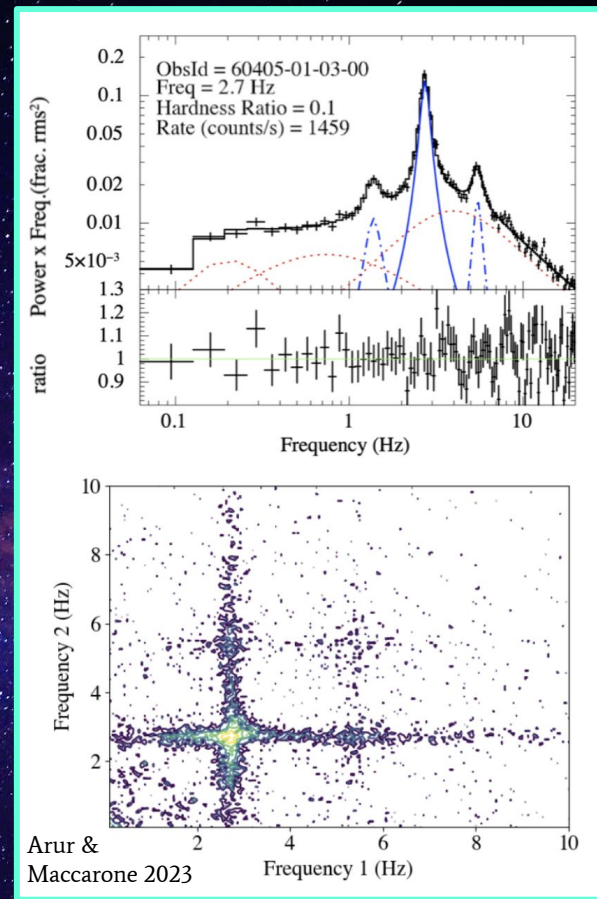 ObsId = 60405-01-03-00
Freq = 2.7 Hz
Hardness Ratio = 0.1
Rate (counts/s) = 1459
Power x Freq.(frac. rms²)
0.2
0.1
0.05
0.02
0.01
5×10⁻³
ratio
1.3
1.2
1.1
1
0.9
0.1 1 10
Frequency (Hz)
Frequency 2 (Hz)
10
8
6
4
2
2 4 6 8 10
Frequency 1 (Hz)
Arur &
Maccarone 2023